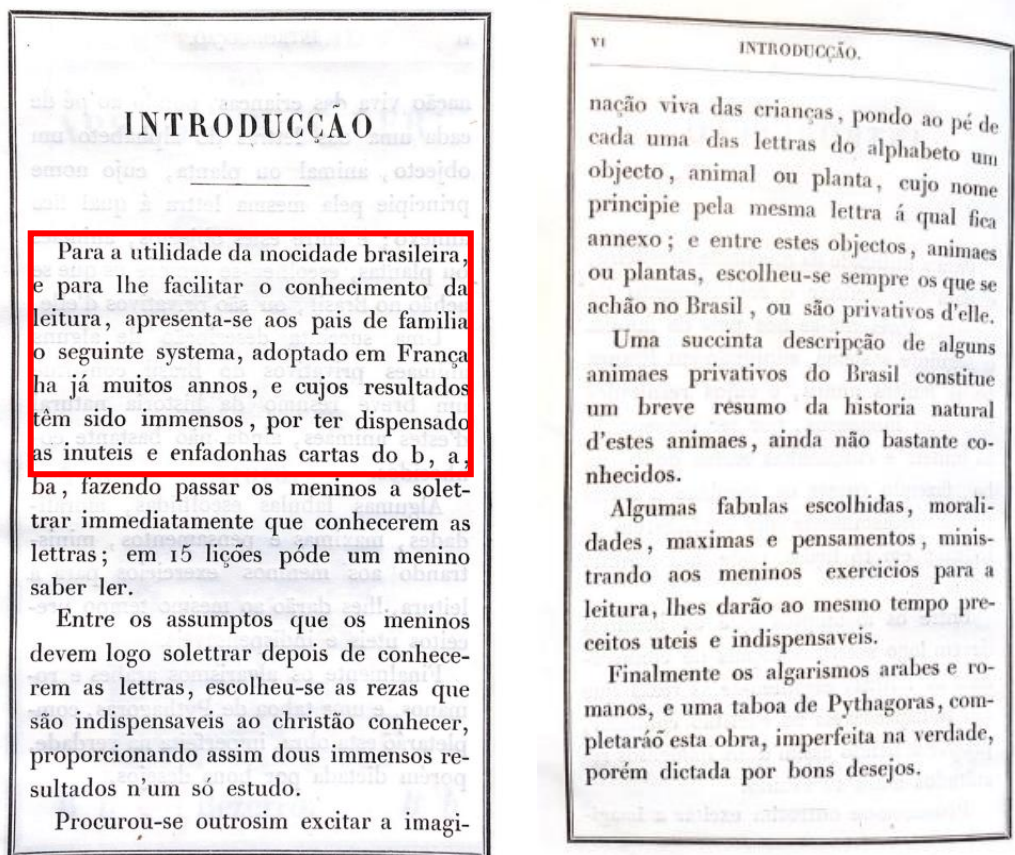 INTRODUCÇÃO
Para a utilidade da mocidade brasileira,
e para lhe facilitar o conhecimento da
leitura, apresenta-se aos pais de familia
o seguinte systema, adoptado em França
ha já muitos annos, e cujos resultados
têm sido immensos, por ter dispensado
as inuteis e enfadonhas cartas do b, a,
ba, fazendo passar os meninos a solet-
trar immediatamente que conhecerem as
lettras; em 15 lições póde um menino
saber ler.
Entre os assumptos que os meninos
devem logo solettrar depois de conhece-
rem as lettras, escolheu-se as rezas que
são indispensaveis ao christão conhecer,
proporcionando assim dous immensos re-
sultados n'um só estudo.
Procurou-se outrosim excitar a imagi-
VI INTRODUCÇÃO.
nação viva das crianças, pondo ao pé de
cada uma das lettras do alphabeto um
objecto, animal ou planta, cujo nome
principie pela mesma lettra á qual fica
annexo; e entre estes objectos, animaes
ou plantas, escolheu-se sempre os que se
achão no Brasil, ou são privativos d'elle.
Uma succinta descripção de alguns
animaes privativos do Brasil constitue
um breve résumo da historia natural
d'estes animaes, ainda não bastante co-
nhecidos.
Algumas fabulas escolhidas, morali-
dades, maximas e pensamentos, minis-
trando aos meninos exercicios para a
leitura, lhes darão ao mesmo tempo pre-
ceitos uteis e indispensaveis.
Finalmente os algarismos arabes e ro-
manos, e uma taboa de Pythagoras, com-
pletaráõ esta obra, imperfeita na verdade,
porém dictada por bons desejos.